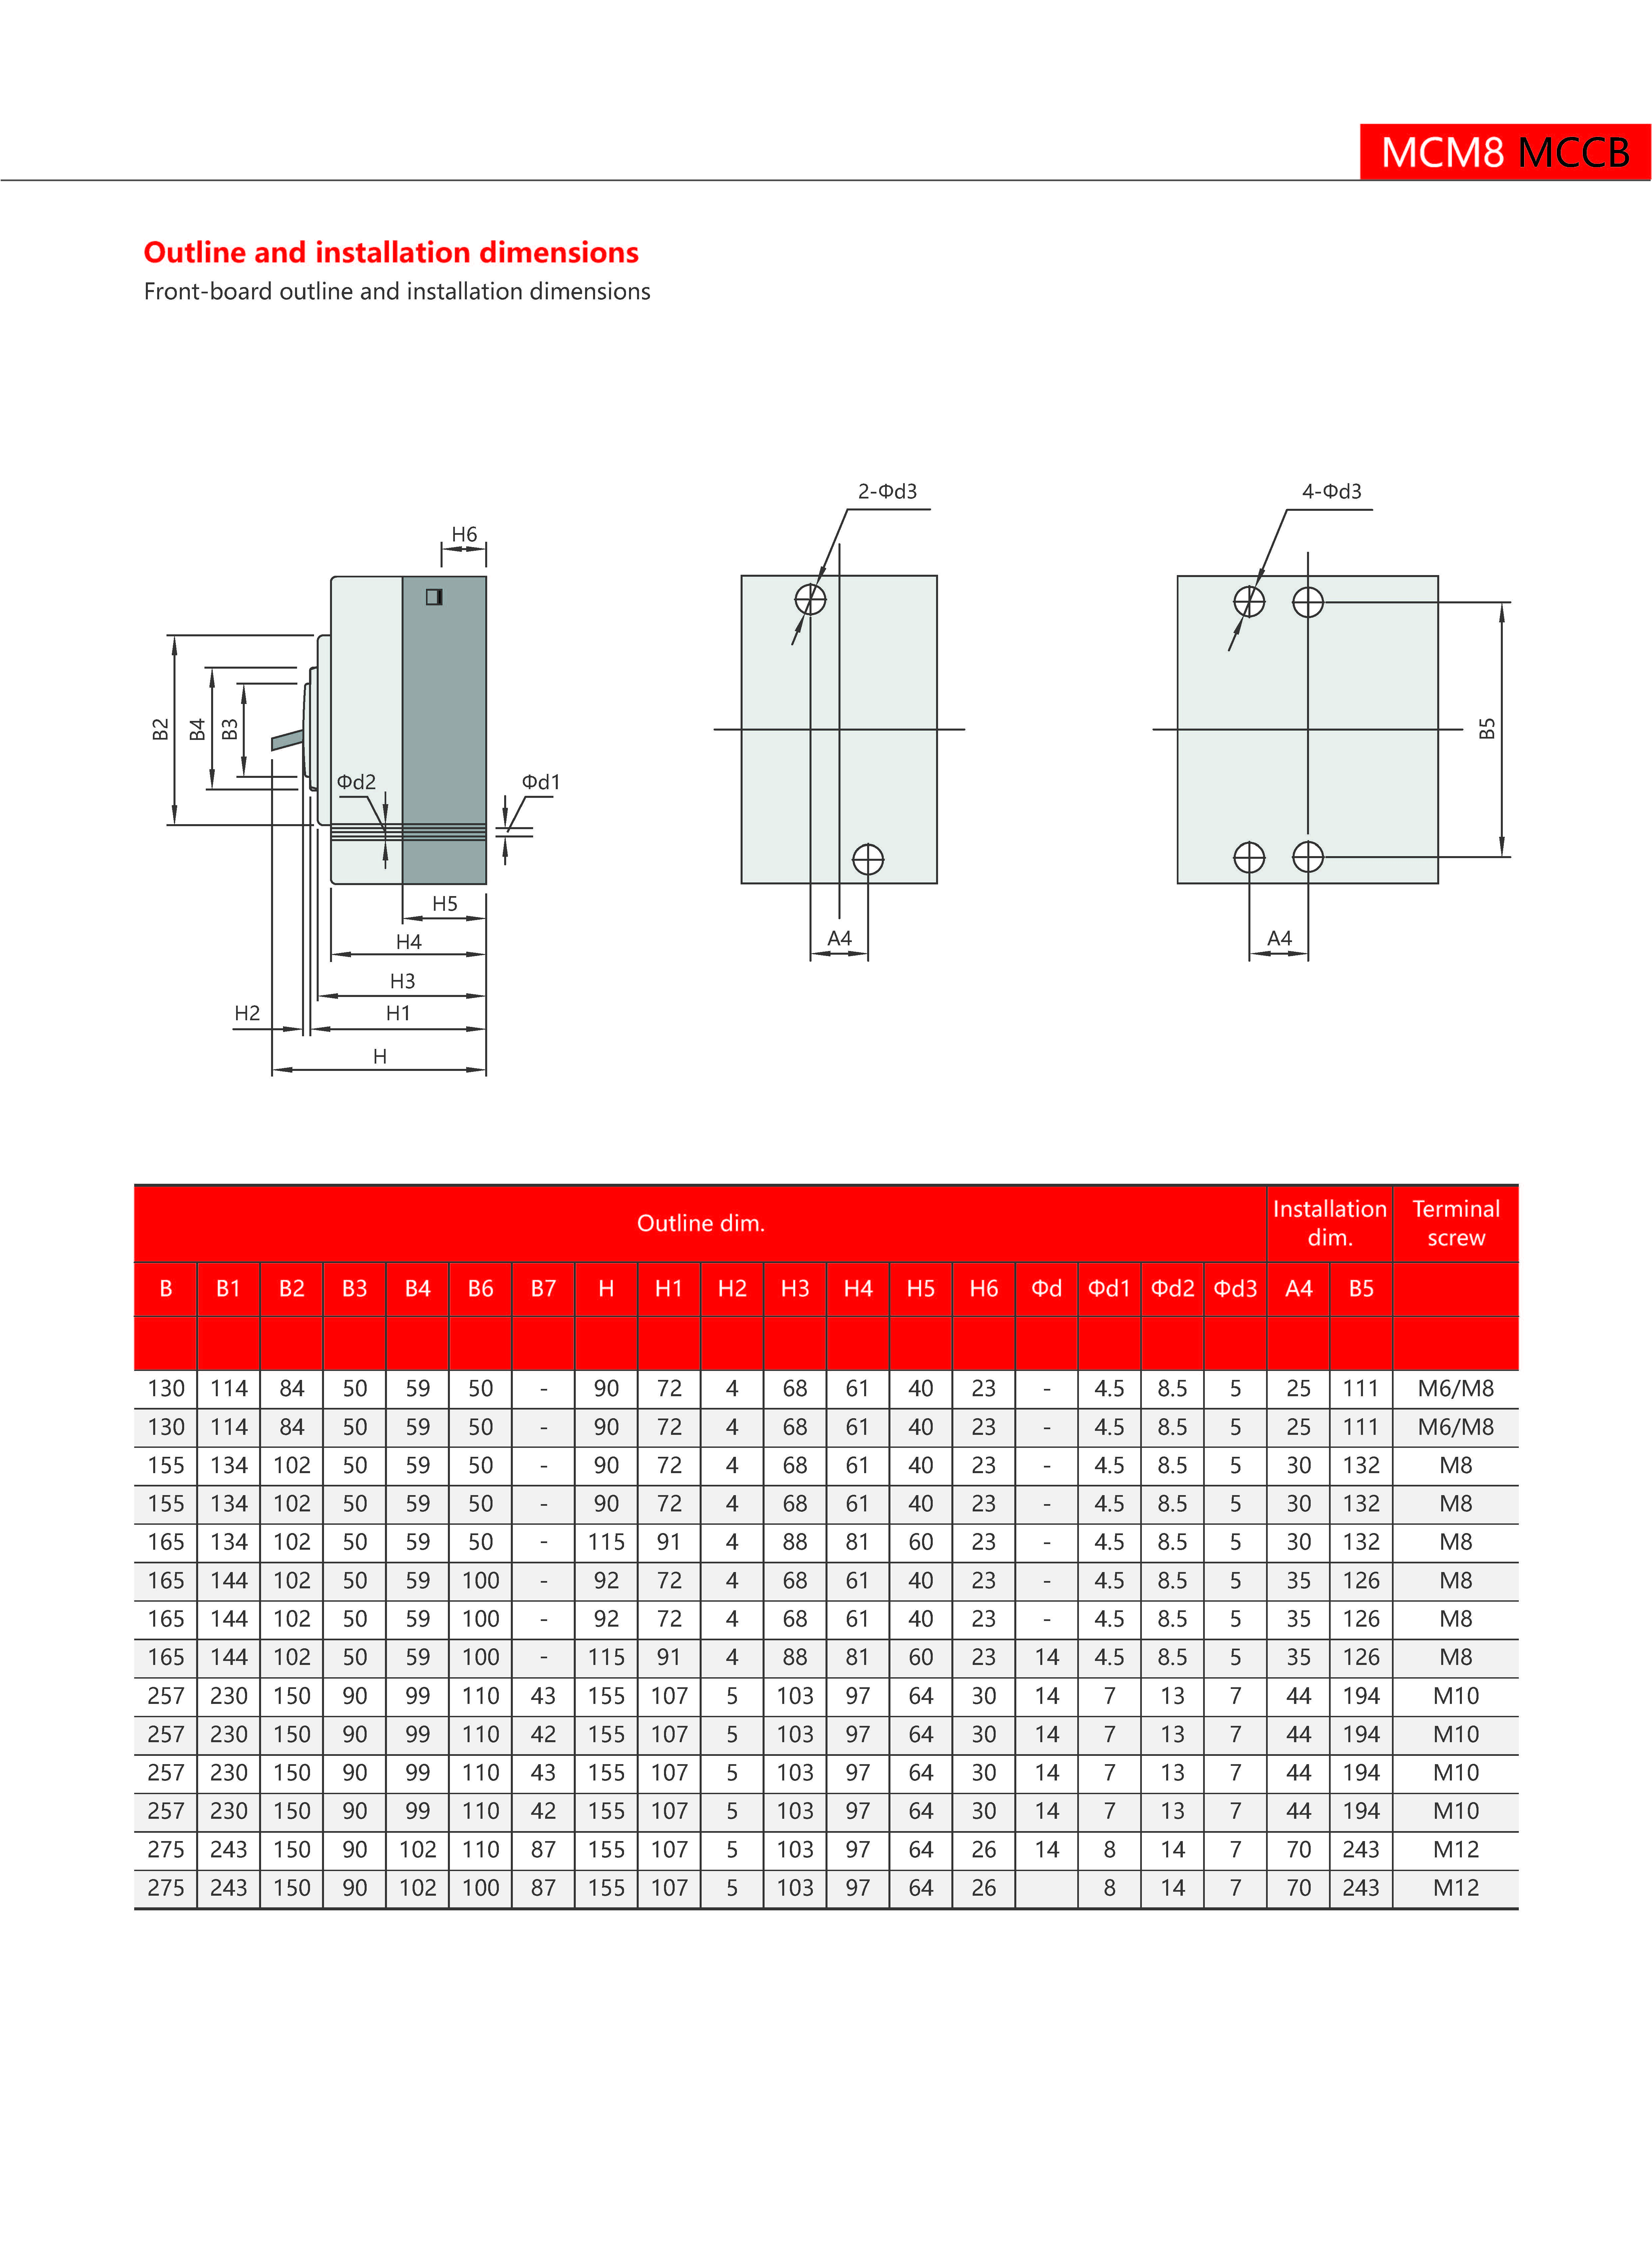 MCM8 MCCB
Outline and installation dimensions
Front-board outline and installation dimensions
2-Φd3
4-Φd3
H6
B2
B4
B3
B5
Φd2
Φd1
H5
H4
A4
A4
H3
H2
H1
H
Outline dim. Installation dim. Terminal screw
B B1 B2 B3 B4 B6 B7 H H1 H2 H3 H4 H5 H6 Φd Φd1 Φd2 Φd3 A4 B5
130 114 84 50 59 50 - 90 72 4 68 61 40 23 - 4.5 8.5 5 25 111 M6/M8
130 114 84 50 59 50 - 90 72 4 68 61 40 23 - 4.5 8.5 5 25 111 M6/M8
155 134 102 50 59 50 - 90 72 4 68 61 40 23 - 4.5 8.5 5 30 132 M8
155 134 102 50 59 50 - 90 72 4 68 61 40 23 - 4.5 8.5 5 30 132 M8
165 134 102 50 59 50 - 115 91 4 88 81 60 23 - 4.5 8.5 5 30 132 M8
165 144 102 50 59 100 - 92 72 4 68 61 40 23 - 4.5 8.5 5 35 126 M8
165 144 102 50 59 100 - 92 72 4 68 61 40 23 - 4.5 8.5 5 35 126 M8
165 144 102 50 59 100 - 115 91 4 88 81 60 23 14 4.5 8.5 5 35 126 M8
257 230 150 90 99 110 43 155 107 5 103 97 64 30 14 7 13 7 44 194 M10
257 230 150 90 99 110 42 155 107 5 103 97 64 30 14 7 13 7 44 194 M10
257 230 150 90 99 110 43 155 107 5 103 97 64 30 14 7 13 7 44 194 M10
257 230 150 90 99 110 42 155 107 5 103 97 64 30 14 7 13 7 44 194 M10
275 243 150 90 102 110 87 155 107 5 103 97 64 26 14 8 14 7 70 243 M12
275 243 150 90 102 100 87 155 107 5 103 97 64 26 8 14 7 70 243 M12